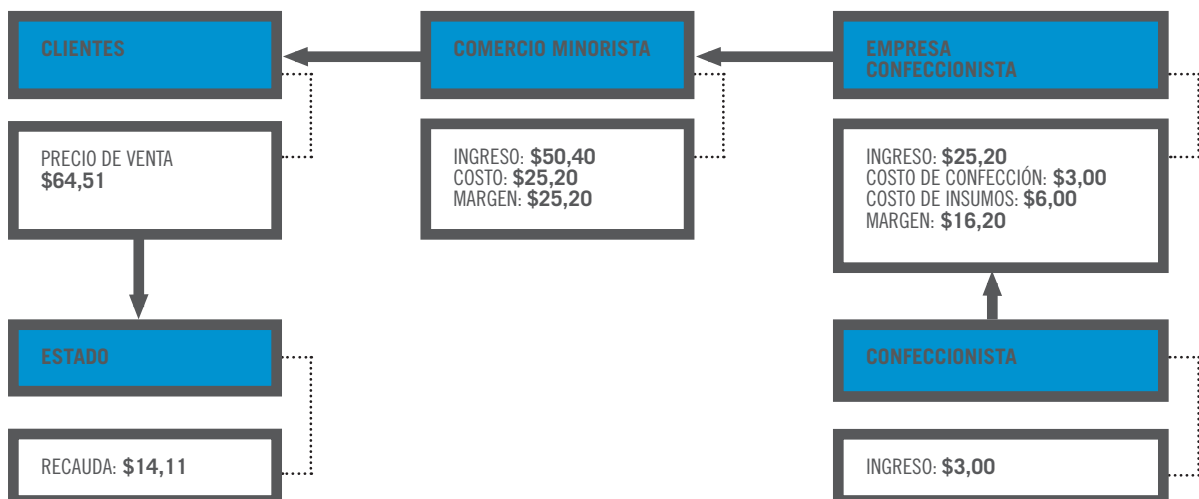 CLIENTES
PRECIO DE VENTA
$64,51
COMERCIO MINORISTA
INGRESO: $50,40
COSTO: $25,20
MARGEN: $25,20
EMPRESA
CONFECCIONISTA
INGRESO: $25,20
COSTO DE CONFECCIÓN: $3,00
COSTO DE INSUMOS: $6,00
MARGEN: $16,20
ESTADO
RECAUDA: $14,11
CONFECCIONISTA
INGRESO: $3,00